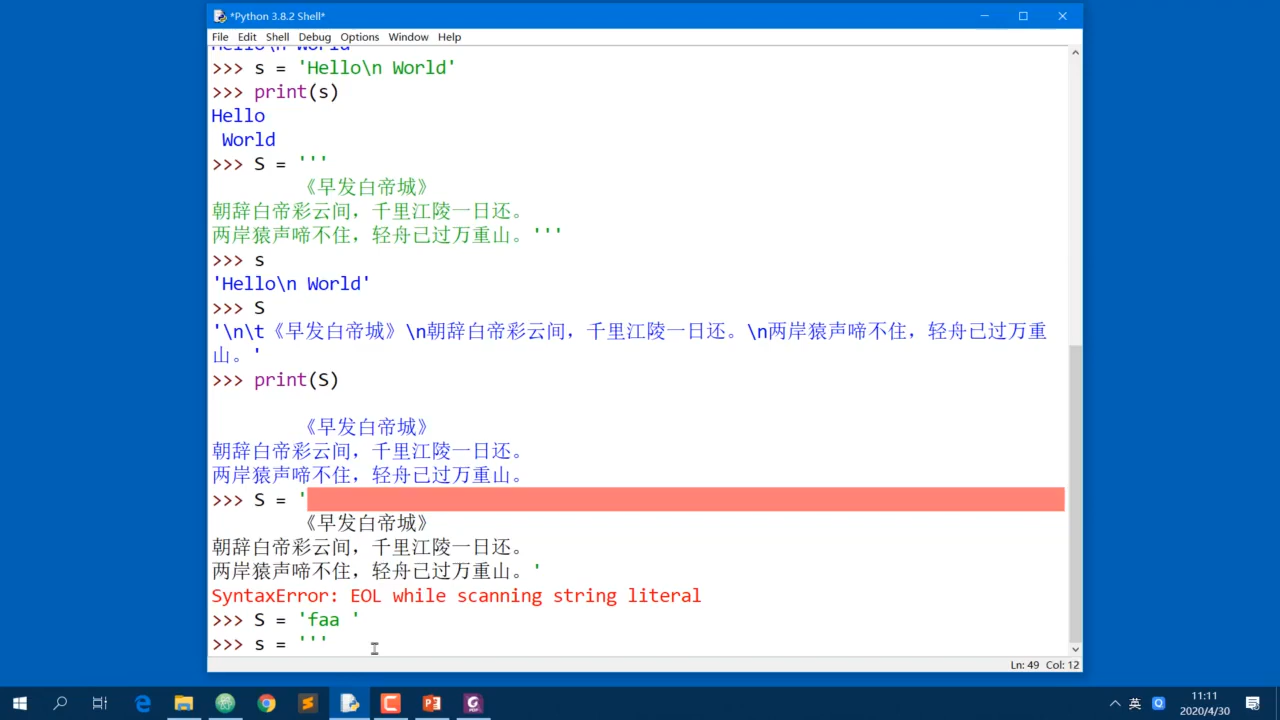 *Python 3.8.2 Shell*
File Edit Shell Debug Options Window Help
Hello\n World
>>> s = 'Hello\n World'
>>> print(s)
Hello
 World
>>> S = '''
《早发白帝城》
朝辞白帝彩云间，千里江陵一日还。
两岸猿声啼不住，轻舟已过万重山。'''
>>> s
'Hello\n World'
>>> S
'\n\t《早发白帝城》\n朝辞白帝彩云间，千里江陵一日还。\n两岸猿声啼不住，轻舟已过万重
山。'
>>> print(S)
《早发白帝城》
朝辞白帝彩云间，千里江陵一日还。
两岸猿声啼不住，轻舟已过万重山。
>>> S = '
《早发白帝城》
朝辞白帝彩云间，千里江陵一日还。
两岸猿声啼不住，轻舟已过万重山。'
SyntaxError: EOL while scanning string literal
>>> S = 'faa '
>>> s = '''
Ln: 49 Col: 12
英
11:11
2020/4/30